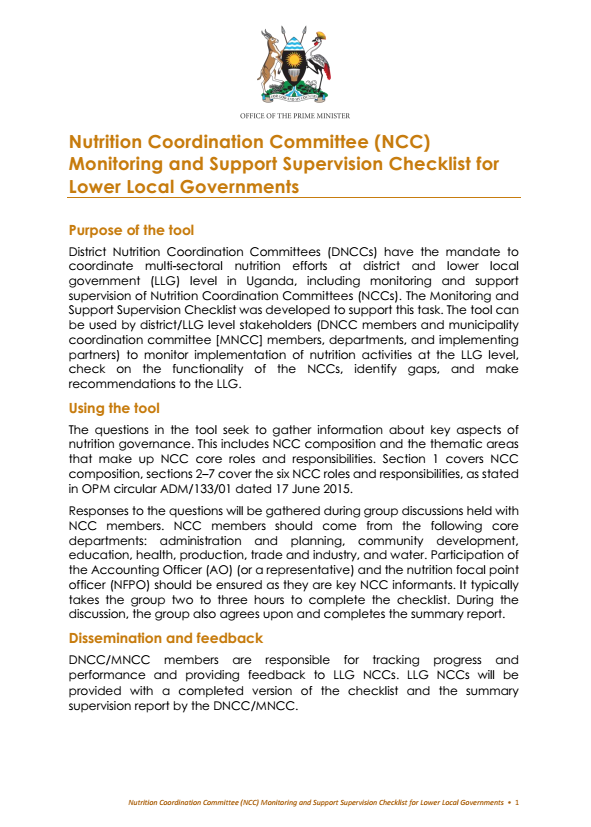 OFFICE OF THE PRIME MINISTER
Nutrition Coordination Committee (NCC)
Monitoring and Support Supervision Checklist for
Lower Local Governments
Purpose of the tool
District Nutrition Coordination Committees (DNCCs) have the mandate to
coordinate multi-sectoral nutrition efforts at district and lower local
government (LLG) level in Uganda, including monitoring and support
supervision of Nutrition Coordination Committees (NCCs). The Monitoring and
Support Supervision Checklist was developed to support this task. The tool can
be used by district/LLG level stakeholders (DNCC members and municipality
coordination committee [MNCC] members, departments, and implementing
partners) to monitor implementation of nutrition activities at the LLG level,
check on the functionality of the NCCs, identify gaps, and make
recommendations to the LLG.
Using the tool
The questions in the tool seek to gather information about key aspects of
nutrition governance. This includes NCC composition and the thematic areas
that make up NCC core roles and responsibilities. Section 1 covers NCC
composition, sections 2–7 cover the six NCC roles and responsibilities, as stated
in OPM circular ADM/133/01 dated 17 June 2015.
Responses to the questions will be gathered during group discussions held with
NCC members. NCC members should come from the following core
departments: administration and planning, community development,
education, health, production, trade and industry, and water. Participation of
the Accounting Officer (AO) (or a representative) and the nutrition focal point
officer (NFPO) should be ensured as they are key NCC informants. It typically
takes the group two to three hours to complete the checklist. During the
discussion, the group also agrees upon and completes the summary report.
Dissemination and feedback
DNCC/MNCC members are responsible for tracking progress and
performance and providing feedback to LLG NCCs. LLG NCCs will be
provided with a completed version of the checklist and the summary
supervision report by the DNCC/MNCC.
Nutrition Coordination Committee (NCC) Monitoring and Support Supervision Checklist for Lower Local Governments • 1